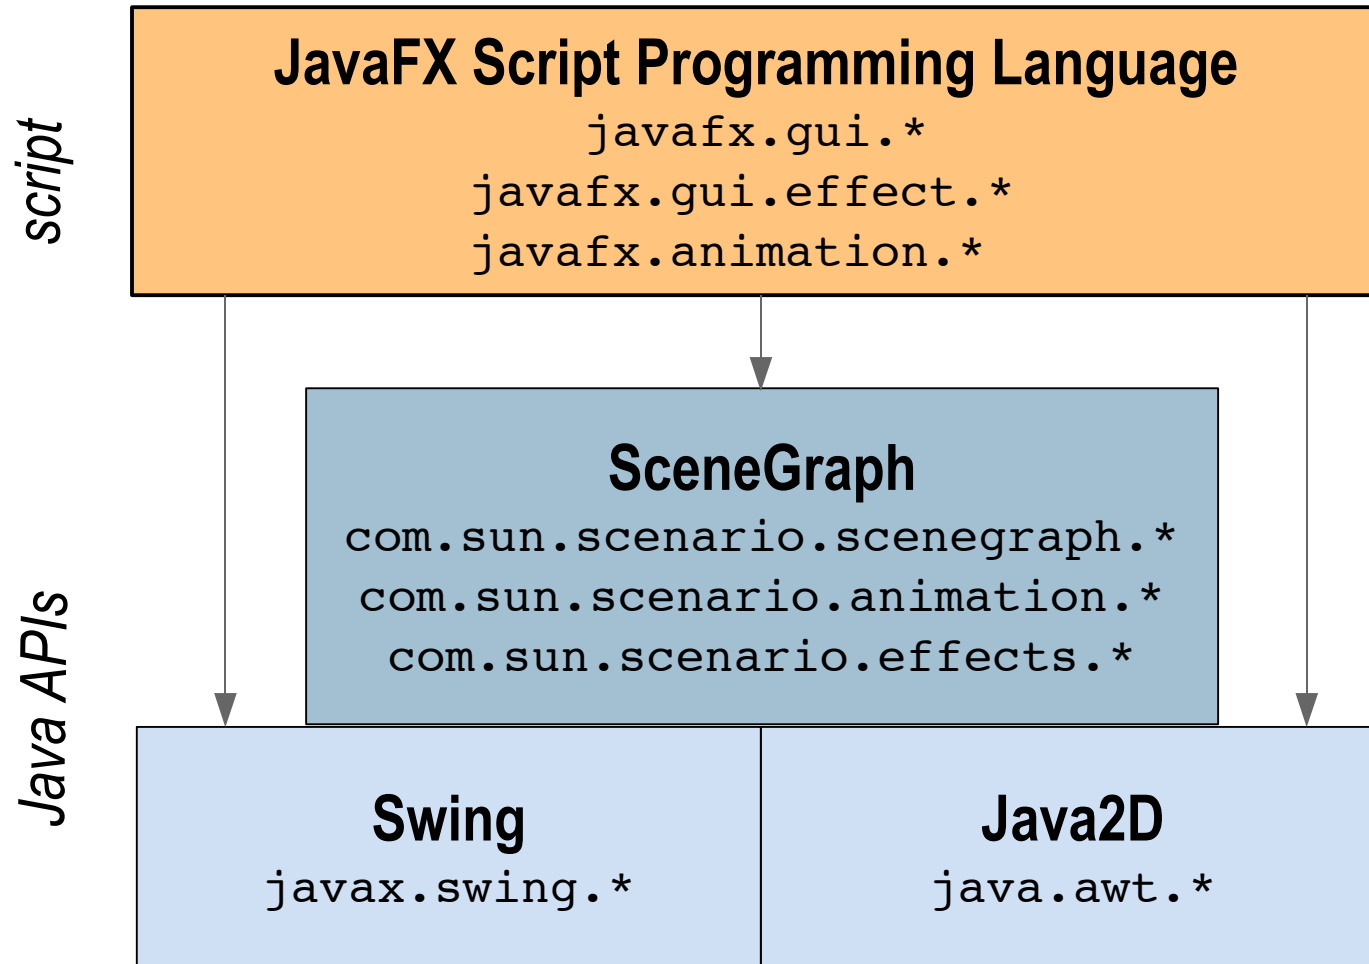 script
JavaFX Script Programming Language
javafx.gui.*
javafx.gui.effect.*
javafx.animation.*
Java APIs
SceneGraph
com.sun.scenario.scenegraph.*
com.sun.scenario.animation.*
com.sun.scenario.effects.*
Swing
javax.swing.*
Java2D
java.awt.*